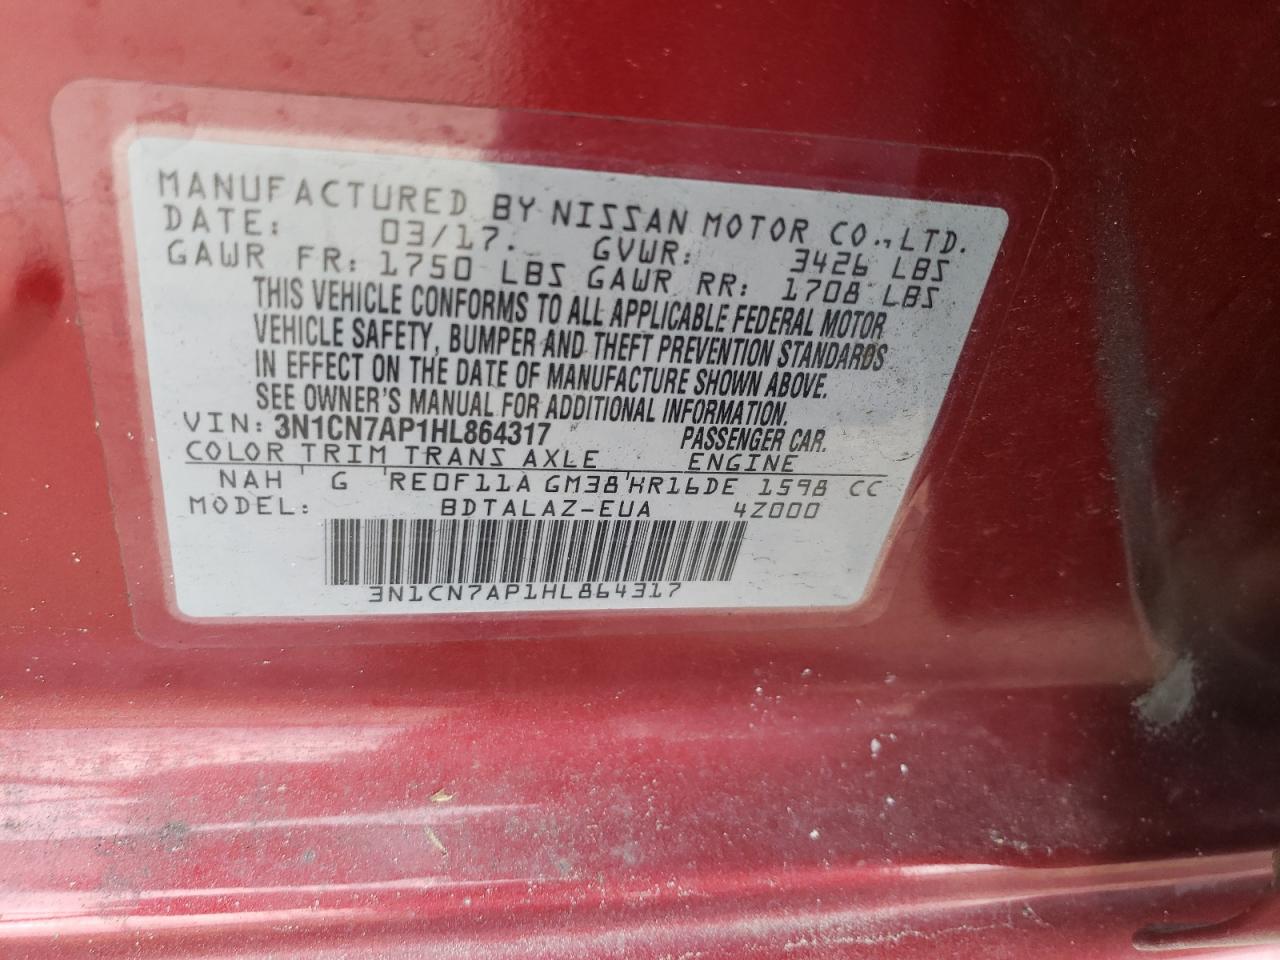 MANUFACTURED BY NISSAN MOTOR CO., LTD.
DATE: 03/17. GVWR: 3426 LBS
GAWR FR: 1750 LBS GAWR RR: 1708 LBS
THIS VEHICLE CONFORMS TO ALL APPLICABLE FEDERAL MOTOR
VEHICLE SAFETY, BUMPER AND THEFT PREVENTION STANDARDS
IN EFFECT ON THE DATE OF MANUFACTURE SHOWN ABOVE.
SEE OWNER'S MANUAL FOR ADDITIONAL INFORMATION.
VIN: 3N1CN7AP1HL864317 PASSENGER CAR.
COLOR TRIM TRANS AXLE ENGINE
NAH G RE0F11A GM38 HR16DE 1598 CC
MODEL: BDTALAZ-EUA 4Z000
3N1CN7AP1HL864317